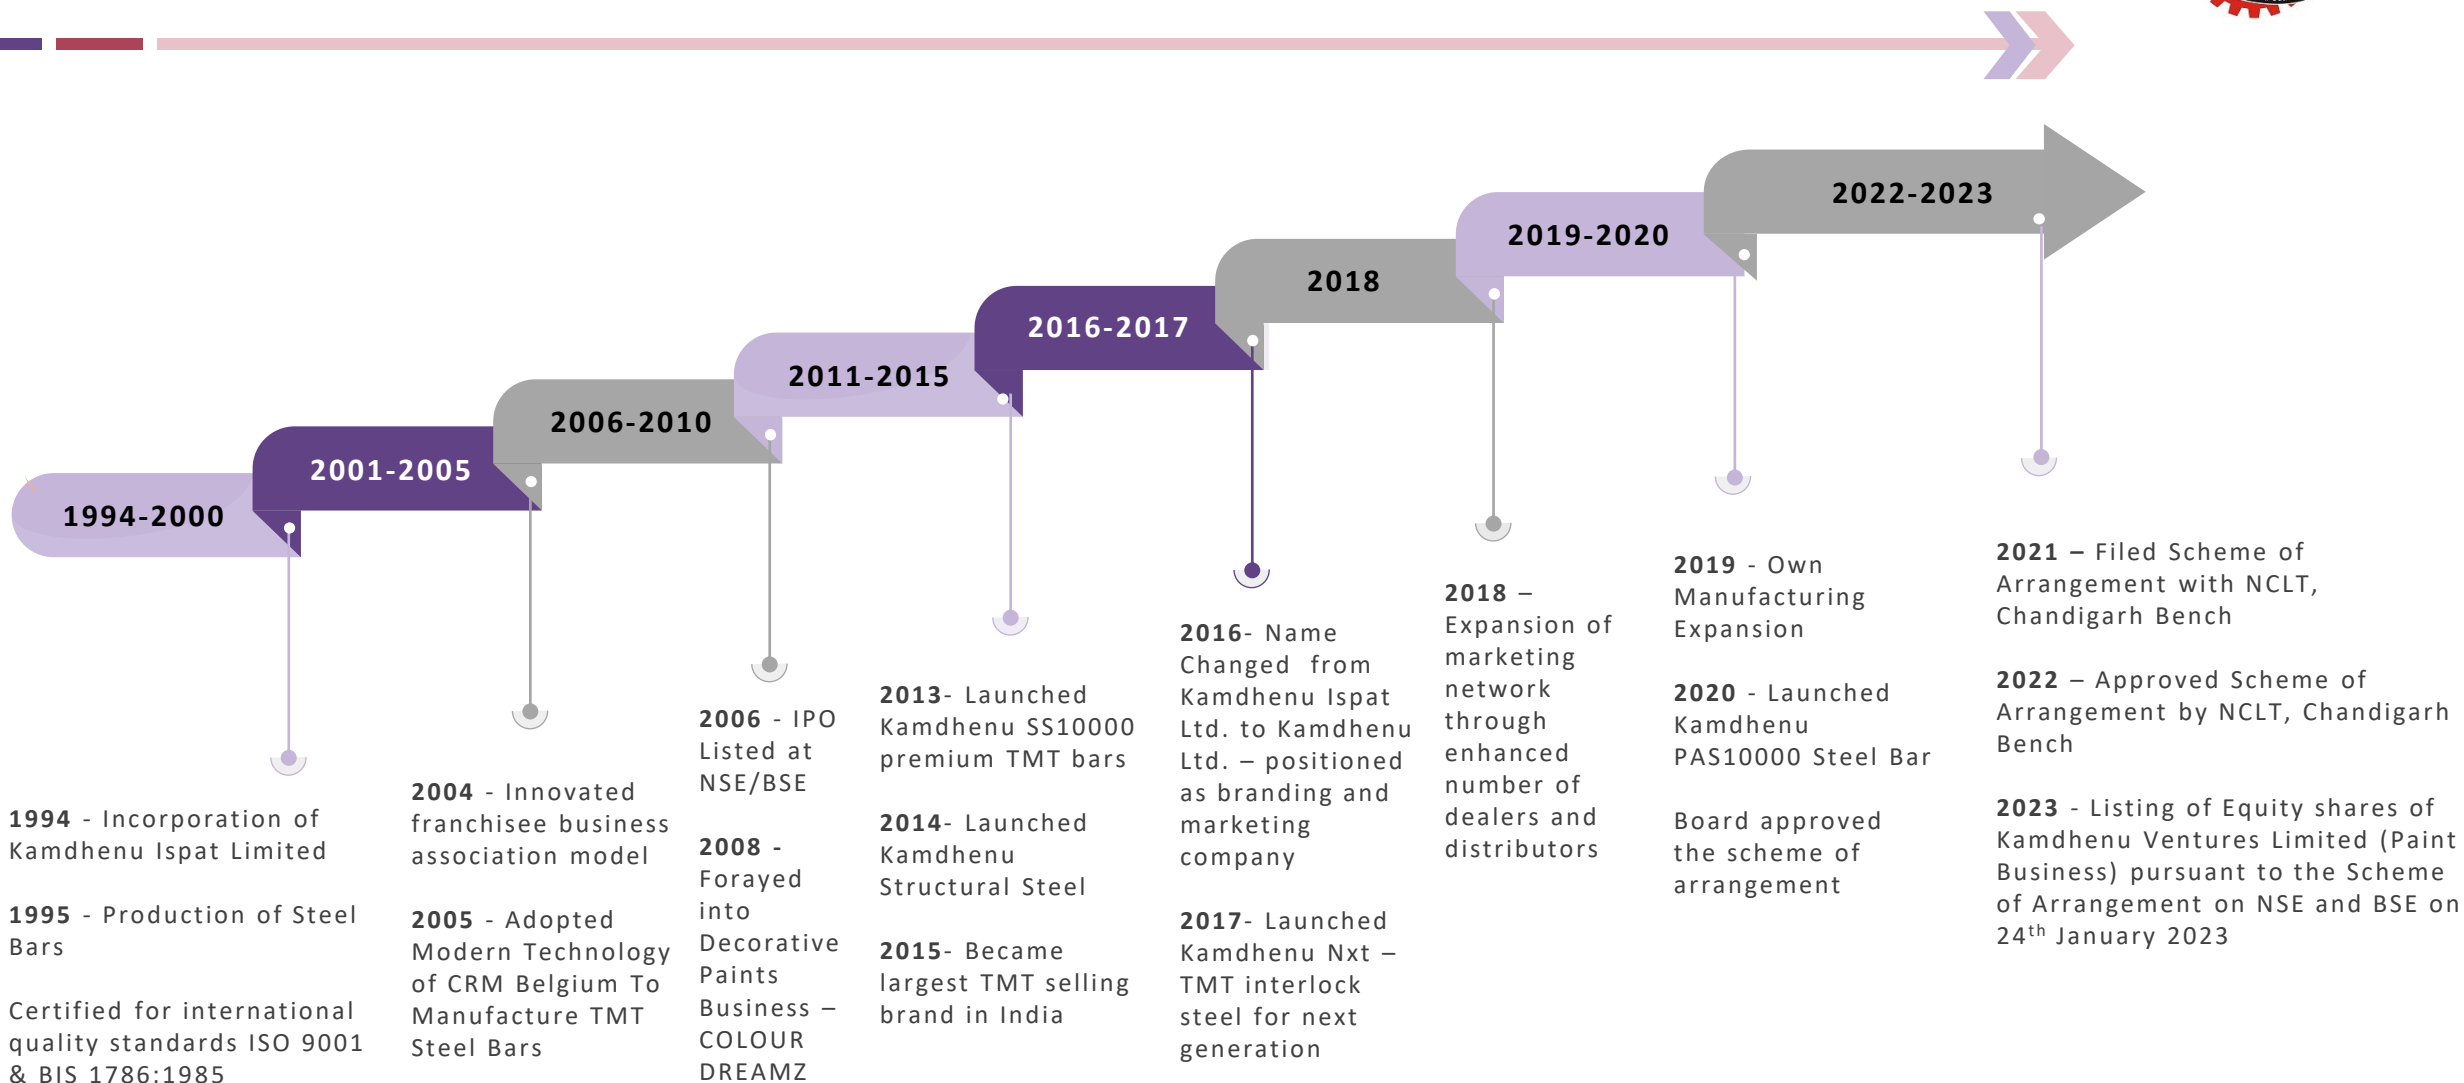 1994-2000
2001-2005
2006-2010
2011-2015
2016-2017
2018
2019-2020
2022-2023
1994 - Incorporation of
Kamdhenu Ispat Limited
1995 - Production of Steel
Bars
Certified for international
quality standards ISO 9001
& BIS 1786:1985
2004 - Innovated
franchisee business
association model
2005 - Adopted
Modern Technology
of CRM Belgium To
Manufacture TMT
Steel Bars
2006 - IPO
Listed at
NSE/BSE
2008 -
Forayed
into
Decorative
Paints
Business –
COLOUR
DREAMZ
2013- Launched
Kamdhenu SS10000
premium TMT bars
2014- Launched
Kamdhenu
Structural Steel
2015- Became
largest TMT selling
brand in India
2016- Name
Changed from
Kamdhenu Ispat
Ltd. to Kamdhenu
Ltd. – positioned
as branding and
marketing
company
2017- Launched
Kamdhenu Nxt –
TMT interlock
steel for next
generation
2018 –
Expansion of
marketing
network
through
enhanced
number of
dealers and
distributors
2019 - Own
Manufacturing
Expansion
2020 - Launched
Kamdhenu
PAS10000 Steel Bar
Board approved
the scheme of
arrangement
2021 – Filed Scheme of
Arrangement with NCLT,
Chandigarh Bench
2022 – Approved Scheme of
Arrangement by NCLT, Chandigarh
Bench
2023 - Listing of Equity shares of
Kamdhenu Ventures Limited (Paint
Business) pursuant to the Scheme
of Arrangement on NSE and BSE on
24th January 2023